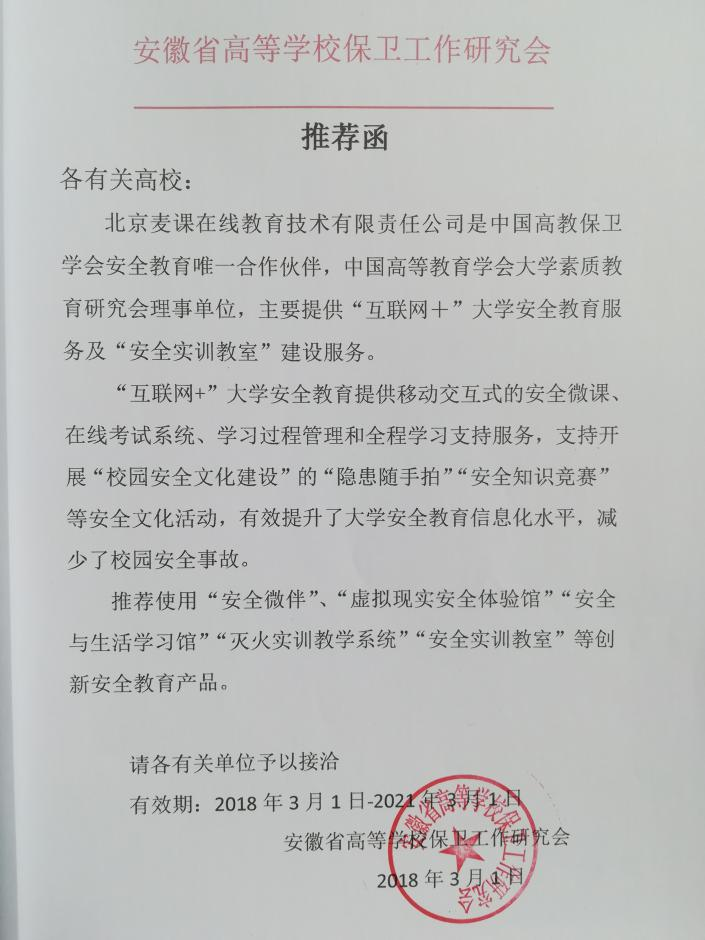 安徽省高等学校保卫工作研究会
推荐函
各有关高校：
北京麦课在线教育技术有限责任公司是中国高教保卫
学会安全教育唯一合作伙伴，中国高等教育学会大学素质教
育研究会理事单位，主要提供“互联网＋”大学安全教育服
务及“安全实训教室”建设服务。
“互联网+”大学安全教育提供移动交互式的安全微课、
在线考试系统、学习过程管理和全程学习支持服务，支持开
展“校园安全文化建设”的“隐患随手拍”“安全知识竞赛”
等安全文化活动，有效提升了大学安全教育信息化水平，减
少了校园安全事故。
推荐使用“安全微伴”、“虚拟现实安全体验馆”“安全
与生活学习馆”“灭火实训教学系统”“安全实训教室”等创
新安全教育产品。
请各有关单位予以接洽
有效期：2018 年 3 月 1 日-2021 年 3 月 1 日
安徽省高等学校保卫工作研究会
2018 年 3 月 1 日
安徽省高等学校保卫工作研究会